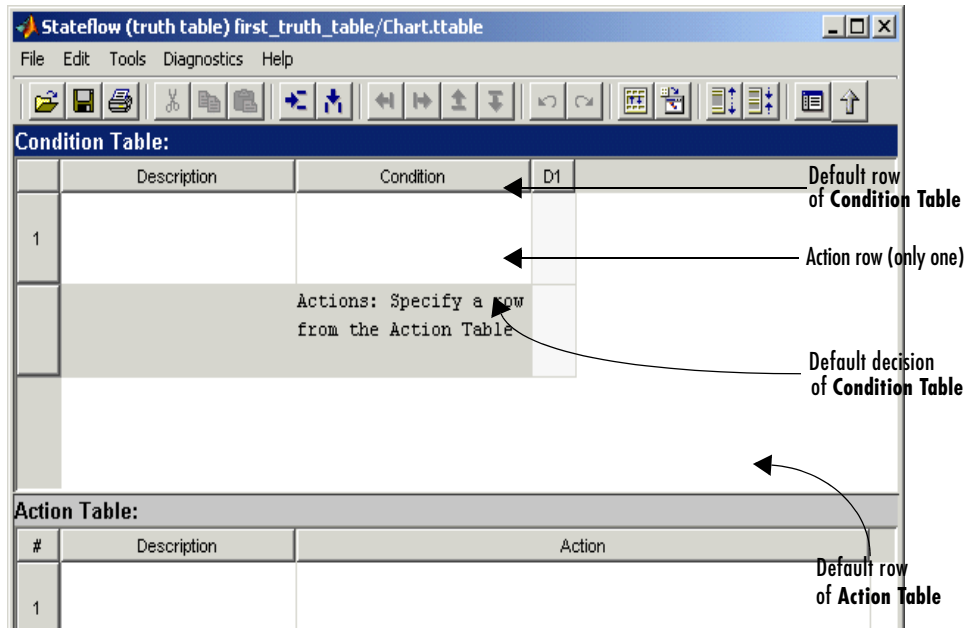 Stateflow (truth table) first_truth_table/Chart.ttable
File Edit Tools Diagnostics Help
Condition Table:
Description Condition D1
Default row
of Condition Table
1
Action row (only one)
Actions: Specify a row
from the Action Table
Default decision
of Condition Table
Action Table:
# Description Action
Default row
of Action Table
1